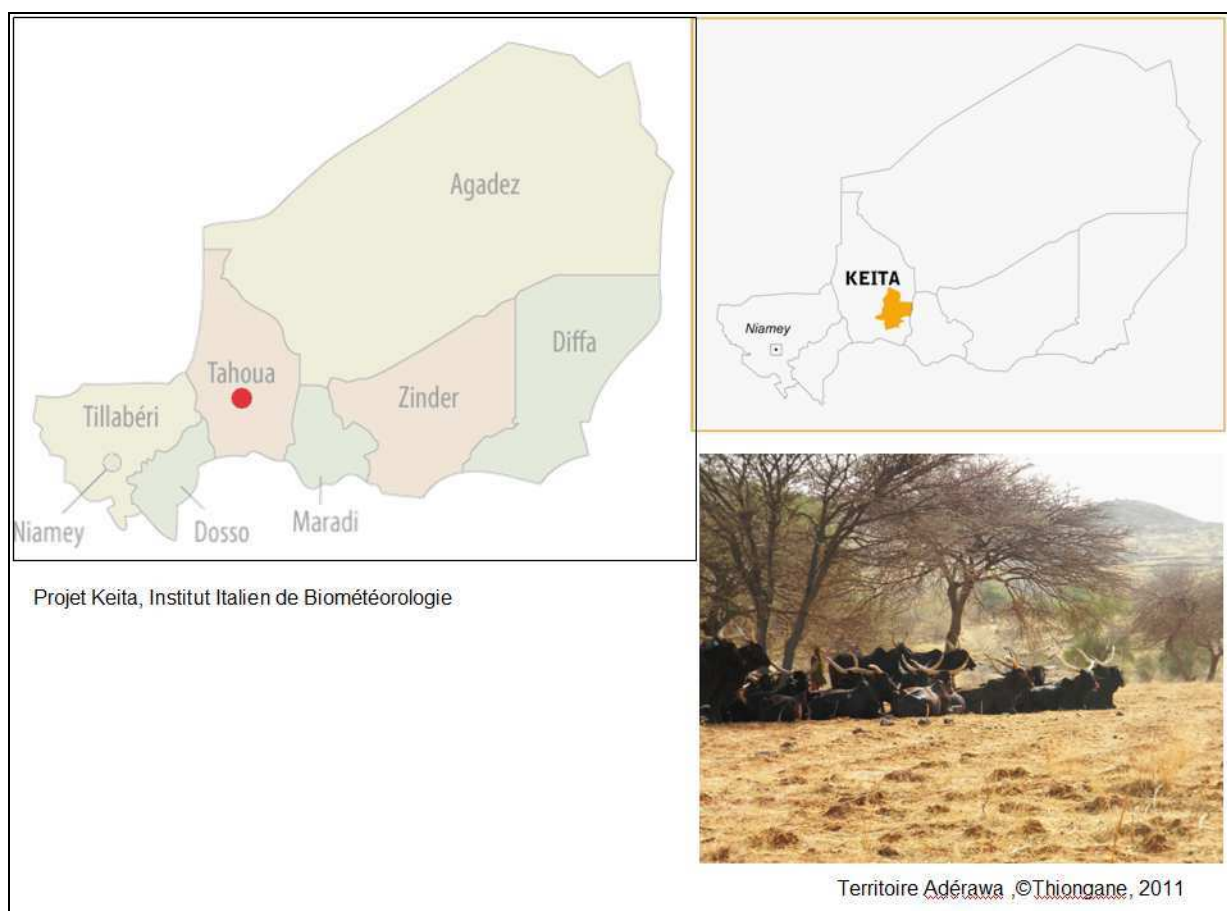 Agadez
Diffa
Tahoua
Zinder
Tillabéri
Maradi
Niamey
Dosso
KEITA
Niamey
Projet Keita, Institut Italien de Biométéorologie
Territoire Adérawa ,©Thiongane, 2011